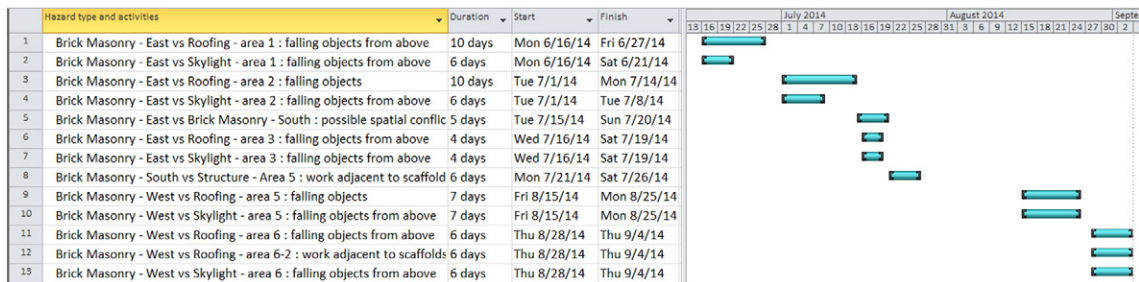 Hazard type and activities Duration Start Finish July 2014 August 2014 Septe
13 16 19 22 25 28 1 4 7 10 13 16 19 22 25 28 31 3 6 9 12 15 18 21 24 27 30 2
1 Brick Masonry - East vs Roofing - area 1 : falling objects from above 10 days Mon 6/16/14 Fri 6/27/14
2 Brick Masonry - East vs Skylight - area 1 : falling objects from above 6 days Mon 6/16/14 Sat 6/21/14
3 Brick Masonry - East vs Roofing - area 2 : falling objects 10 days Tue 7/1/14 Mon 7/14/14
4 Brick Masonry - East vs Skylight - area 2 : falling objects from above 6 days Tue 7/1/14 Tue 7/8/14
5 Brick Masonry - East vs Brick Masonry - South : possible spatial conflic 5 days Tue 7/15/14 Sun 7/20/14
6 Brick Masonry - East vs Roofing - area 3 : falling objects from above 4 days Wed 7/16/14 Sat 7/19/14
7 Brick Masonry - East vs Skylight - area 3 : falling objects from above 4 days Wed 7/16/14 Sat 7/19/14
8 Brick Masonry - South vs Structure - Area 5 : work adjacent to scaffold 6 days Mon 7/21/14 Sat 7/26/14
9 Brick Masonry - West vs Roofing - area 5 : falling objects 7 days Fri 8/15/14 Mon 8/25/14
10 Brick Masonry - West vs Skylight - area 5 : falling objects from above 7 days Fri 8/15/14 Mon 8/25/14
11 Brick Masonry - West vs Roofing - area 6 : falling objects from above 6 days Thu 8/28/14 Thu 9/4/14
12 Brick Masonry - West vs Roofing - area 6-2 : work adjacent to scaffolds 6 days Thu 8/28/14 Thu 9/4/14
13 Brick Masonry - West vs Skylight - area 6 : falling objects from above 6 days Thu 8/28/14 Thu 9/4/14